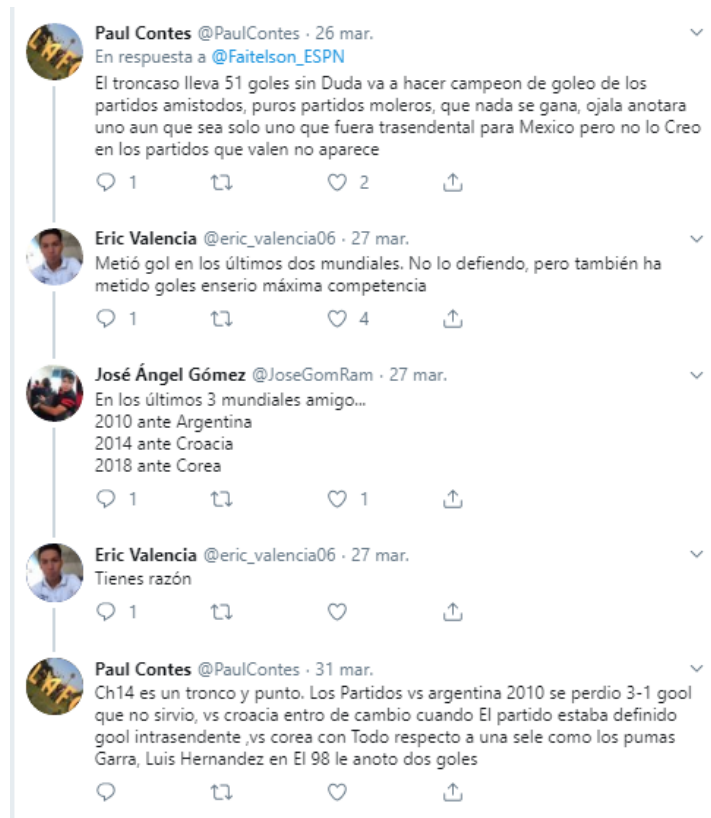 Paul Contes @PaulContes · 26 mar.
En respuesta a @Faitelson_ESPN
El troncaso lleva 51 goles sin Duda va a hacer campeon de goleo de los
partidos amistodos, puros partidos moleros, que nada se gana, ojala anotara
uno aun que sea solo uno que fuera trasendental para Mexico pero no lo Creo
en los partidos que valen no aparece
1 2
Eric Valencia @eric_valencia06 · 27 mar.
Metió gol en los últimos dos mundiales. No lo defiendo, pero también ha
metido goles enserio máxima competencia
1 4
José Ángel Gómez @JoseGomRam · 27 mar.
En los últimos 3 mundiales amigo...
2010 ante Argentina
2014 ante Croacia
2018 ante Corea
1 1
Eric Valencia @eric_valencia06 · 27 mar.
Tienes razón
1
Paul Contes @PaulContes · 31 mar.
Ch14 es un tronco y punto. Los Partidos vs argentina 2010 se perdio 3-1 gool
que no sirvio, vs croacia entro de cambio cuando El partido estaba definido
gool intrasendente ,vs corea con Todo respecto a una sele como los pumas
Garra, Luis Hernandez en El 98 le anoto dos goles